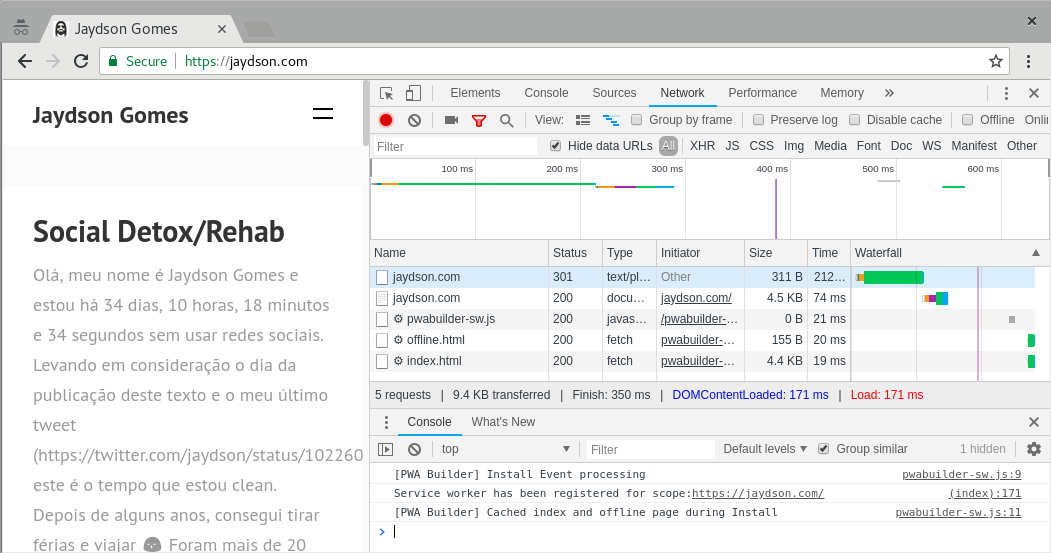 Jaydson Gomes
Secure https://jaydson.com
Jaydson Gomes
Social Detox/Rehab
Olá, meu nome é Jaydson Gomes e
estou há 34 dias, 10 horas, 18 minutos
e 34 segundos sem usar redes sociais.
Levando em consideração o dia da
publicação deste texto e o meu último
tweet
(https://twitter.com/jaydson/status/102260
este é o tempo que estou clean.
Depois de alguns anos, consegui tirar
férias e viajar Foram mais de 20
Elements Console Sources Network Performance Memory »
View: Group by frame Preserve log Disable cache Offline Onlin
Filter Hide data URLs All XHR JS CSS Img Media Font Doc WS Manifest Other
100 ms 200 ms 300 ms 400 ms 500 ms 600 ms
Name Status Type Initiator Size Time Waterfall
jaydson.com 301 text/pl… Other 311 B 212…
jaydson.com 200 docu… jaydson.com/ 4.5 KB 74 ms
pwabuilder-sw.js 200 javas… /pwabuilder-… 0 B 21 ms
offline.html 200 fetch pwabuilder-… 155 B 20 ms
index.html 200 fetch pwabuilder-… 4.4 KB 19 ms
5 requests | 9.4 KB transferred | Finish: 350 ms | DOMContentLoaded: 171 ms | Load: 171 ms
Console What's New
top Filter Default levels Group similar 1 hidden
[PWA Builder] Install Event processing pwabuilder-sw.js:9
Service worker has been registered for scope:https://jaydson.com/ (index):171
[PWA Builder] Cached index and offline page during Install pwabuilder-sw.js:11